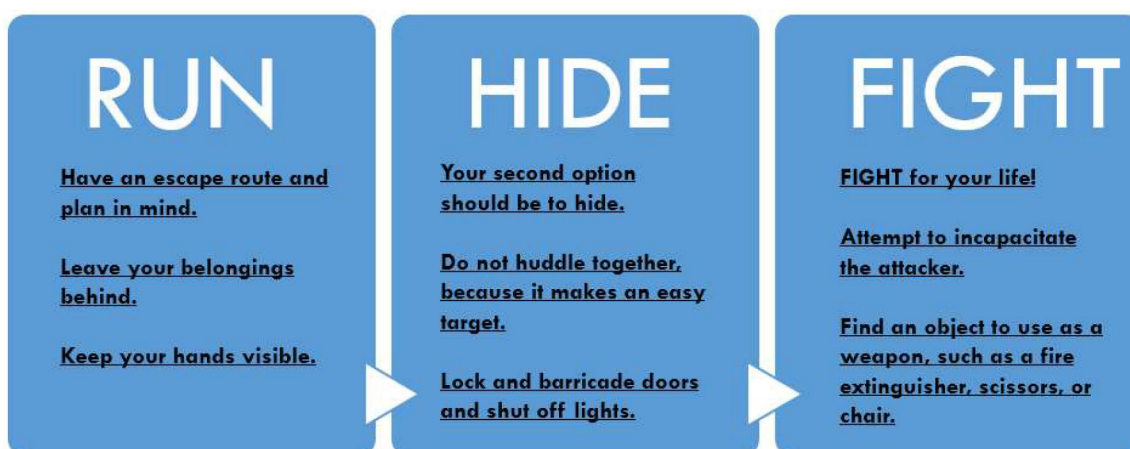 RUN
Have an escape route and
plan in mind.
Leave your belongings
behind.
Keep your hands visible.
HIDE
Your second option
should be to hide.
Do not huddle together,
because it makes an easy
target.
Lock and barricade doors
and shut off lights.
FIGHT
FIGHT for your life!
Attempt to incapacitate
the attacker.
Find an object to use as a
weapon, such as a fire
extinguisher, scissors, or
chair.